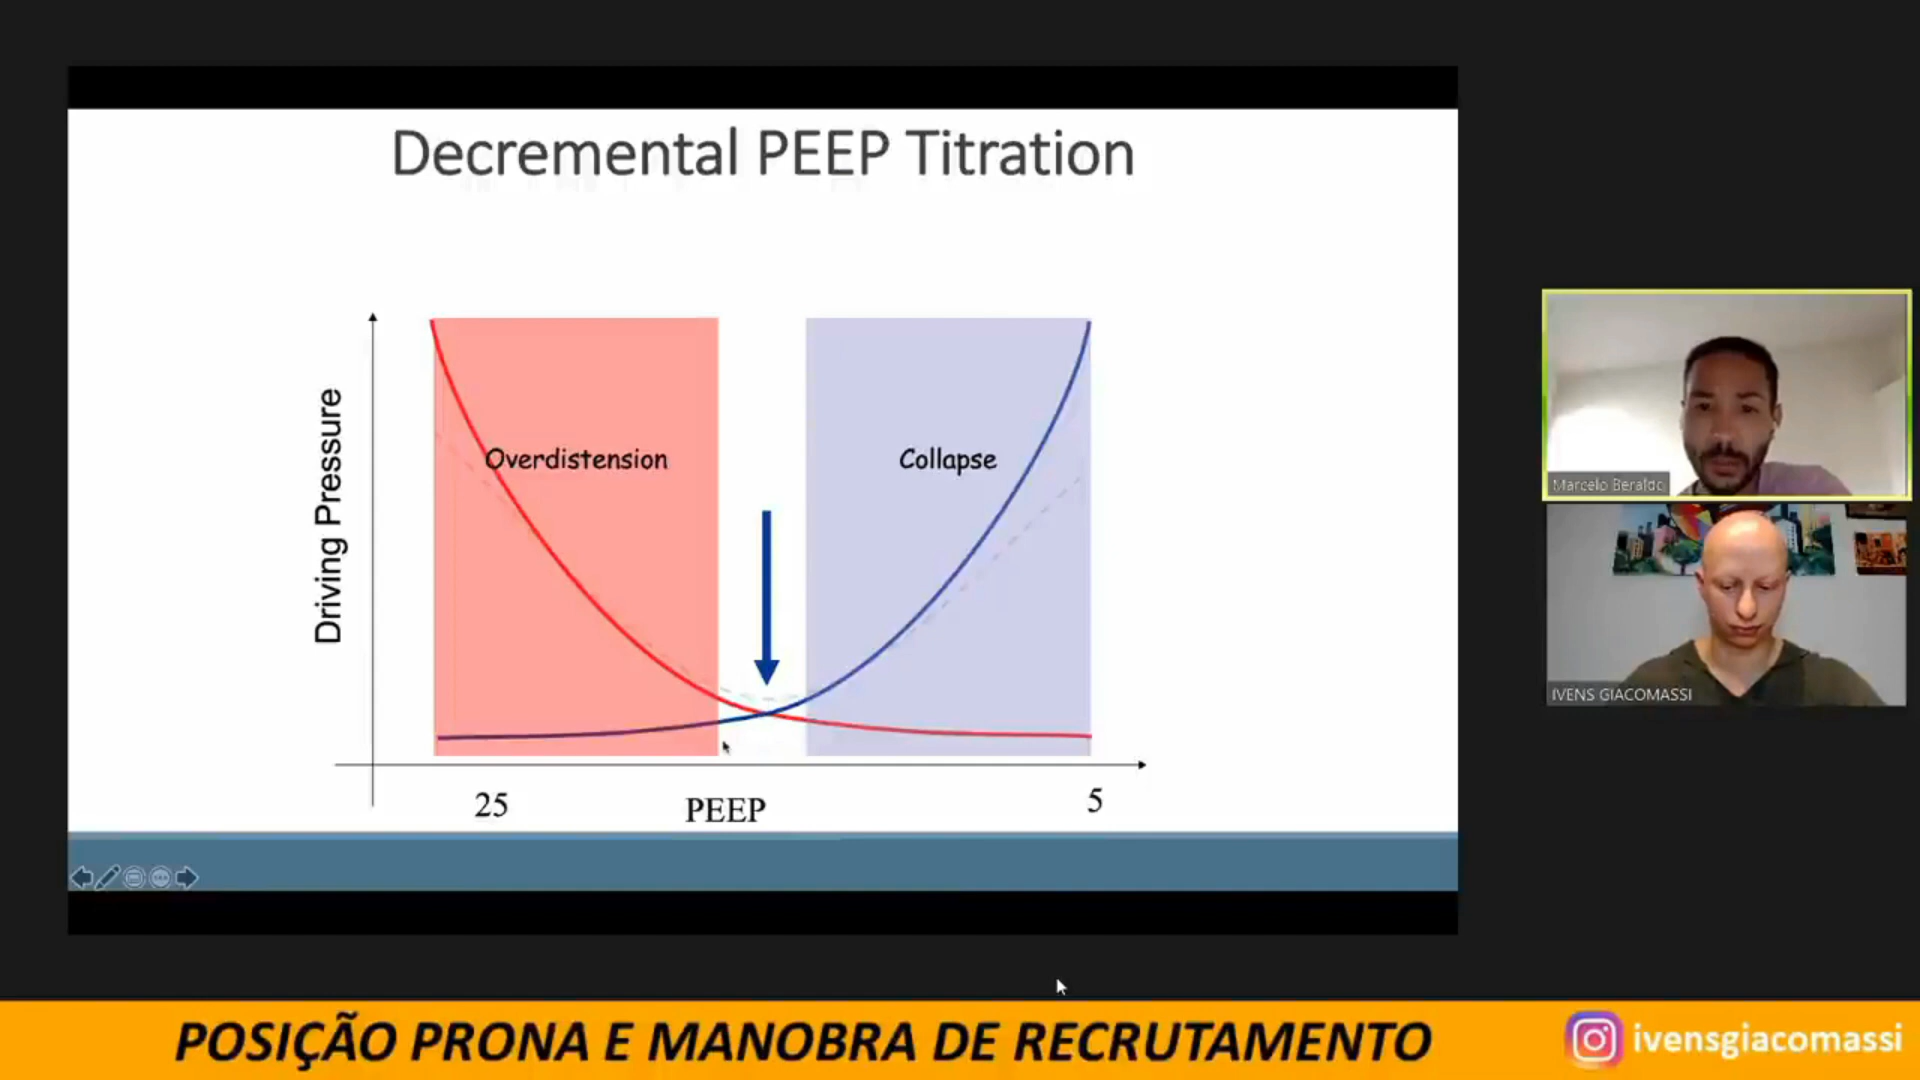 Decremental PEEP Titration
Driving Pressure
Overdistension
Collapse
25
PEEP
5
Marcelo Beraldo
IVENS GIACOMASSI
POSIÇÃO PRONA E MANOBRA DE RECRUTAMENTO
ivensgiacomassi